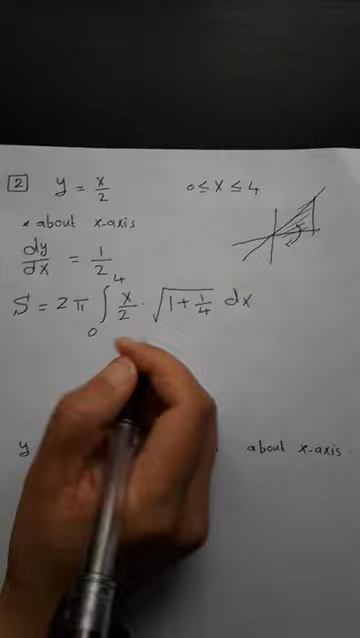 2 y = x/2 0 ≤ x ≤ 4
* about x-axis
dy/dx = 1/2
S = 2π ∫₀⁴ x/2 · √(1 + 1/4) dx
y about x-axis